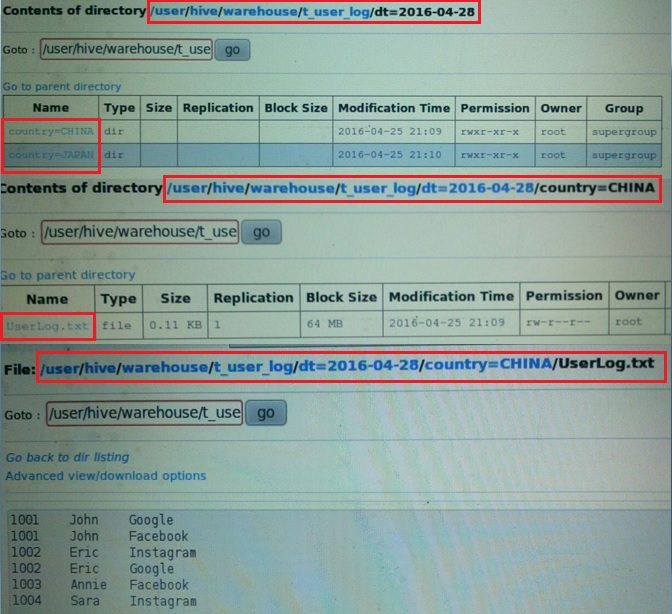 Contents of directory /user/hive/warehouse/t_user_log/dt=2016-04-28
Goto : /user/hive/warehouse/t_use go
Go to parent directory
Name Type Size Replication Block Size Modification Time Permission Owner Group
country=CHINA dir 2016-04-25 21:09 rwxr-xr-x root supergroup
country=JAPAN dir 2016-04-25 21:10 rwxr-xr-x root supergroup
Contents of directory /user/hive/warehouse/t_user_log/dt=2016-04-28/country=CHINA
Goto : /user/hive/warehouse/t_use go
Go to parent directory
Name Type Size Replication Block Size Modification Time Permission Owner
UserLog.txt file 0.11 KB 1 64 MB 2016-04-25 21:09 rw-r--r-- root
File: /user/hive/warehouse/t_user_log/dt=2016-04-28/country=CHINA/UserLog.txt
Goto : /user/hive/warehouse/t_use go
Go back to dir listing
Advanced view/download options
1001 John Google
1001 John Facebook
1002 Eric Instagram
1002 Eric Google
1003 Annie Facebook
1004 Sara Instagram